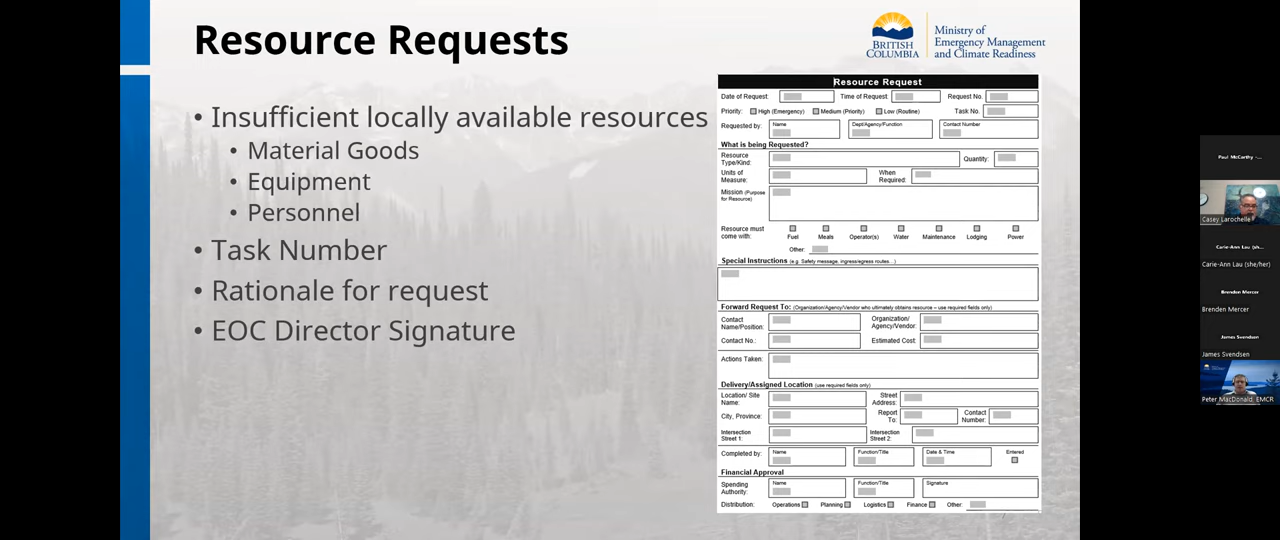 Resource Requests
BRITISH
COLUMBIA
Ministry of
Emergency Management
and Climate Readiness
• Insufficient locally available resources
• Material Goods
• Equipment
• Personnel
• Task Number
• Rationale for request
• EOC Director Signature
Resource Request
Date of Request: Time of Request: Request No.
Priority: High (Emergency) Medium (Priority) Low (Routine) Task No.
Requested by: Name Dept/Agency/Function Contact Number
What is being Requested?
Resource Type/Kind: Quantity:
Units of Measure: When Required:
Mission (Purpose for Resource)
Resource must come with: Fuel Meals Operator(s) Water Maintenance Lodging Power
Other:
Special Instructions (e.g. Safety message, ingress/egress routes...)
Forward Request To: (Organization/Agency/Vendor who ultimately obtains resource – use required fields only)
Contact Name/Position: Organization/ Agency/Vendor:
Contact No.: Estimated Cost:
Actions Taken:
Delivery/Assigned Location (use required fields only)
Location/ Site Name: Street Address:
City, Province: Report To: Contact Number:
Intersection Street 1: Intersection Street 2:
Completed by: Name Function/Title Date & Time Entered
Financial Approval
Spending Authority: Name Function/Title Signature
Distribution: Operations Planning Logistics Finance Other:
Paul McCarthy -...
Casey Larochelle
Carie-Ann Lau (sh...
Carie-Ann Lau (she/her)
Brenden Mercer
Brenden Mercer
James Svendsen
James Svendsen
Peter MacDonald, EMCR